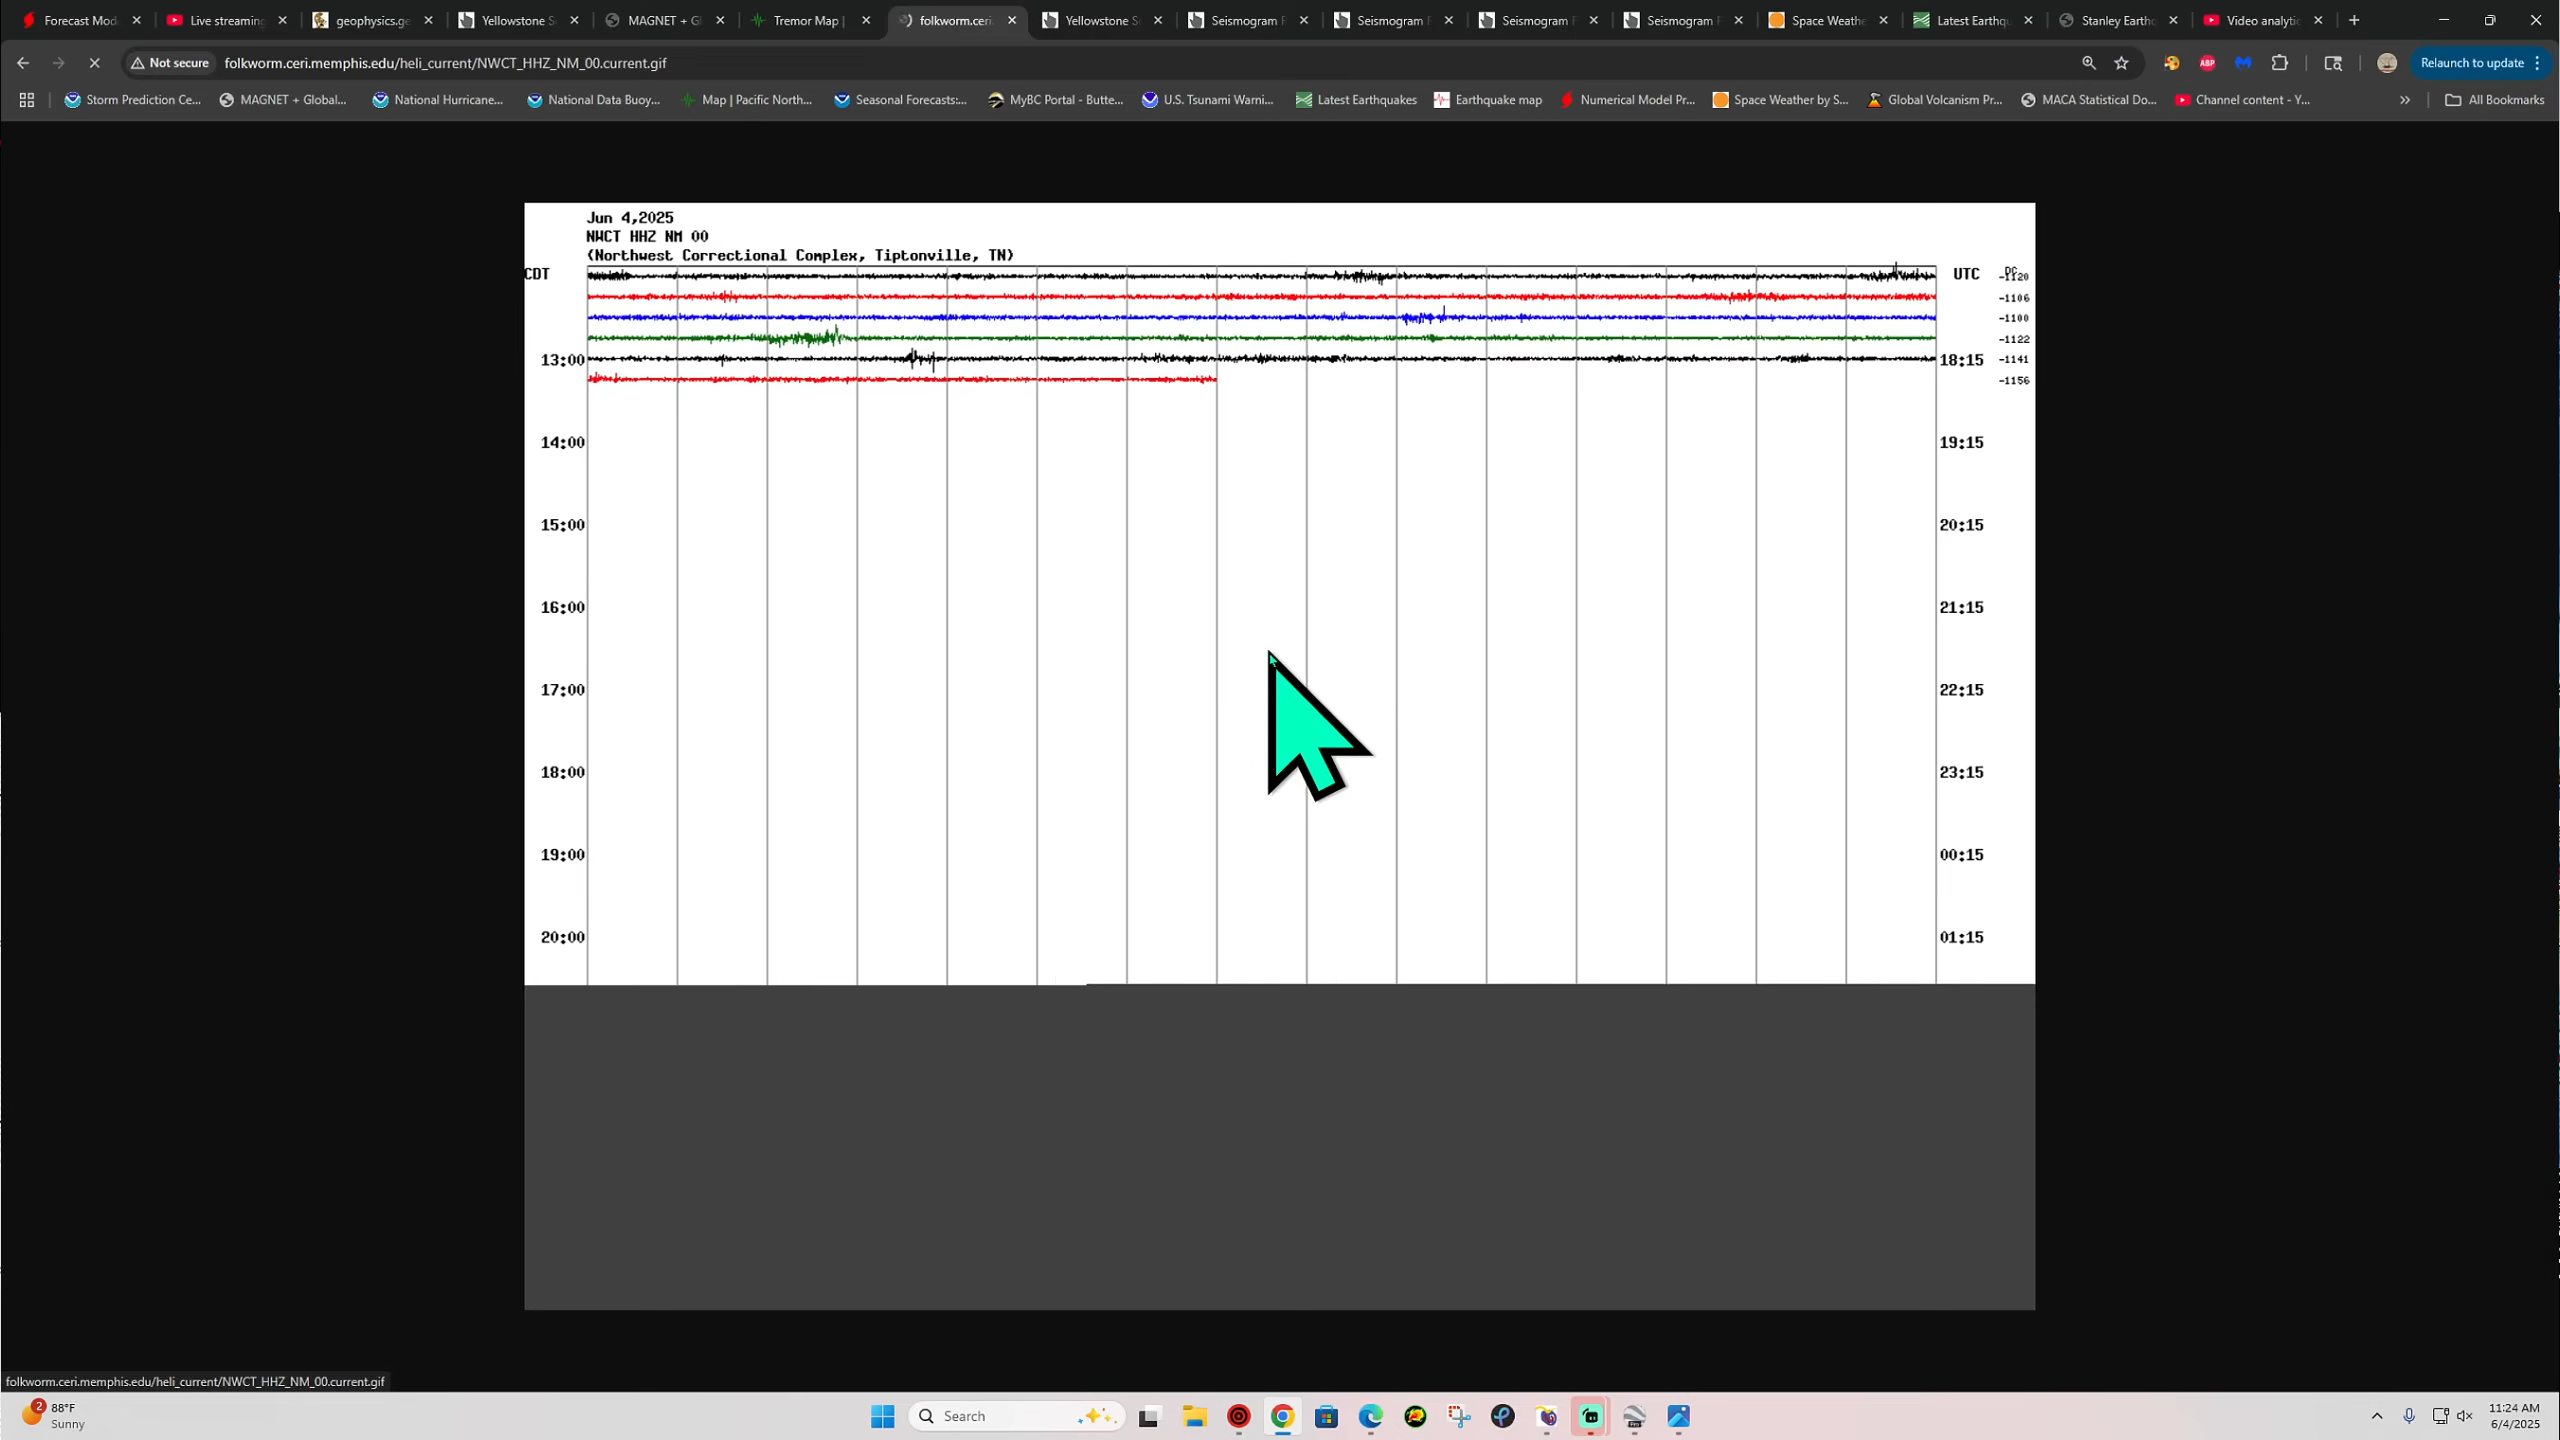 Forecast Mod
Live streaming
geophysics.ge
Yellowstone S
MAGNET + Gl
Tremor Map |
folkworm.ceri.
Yellowstone S
Seismogram
Seismogram
Seismogram
Seismogram
Space Weathe
Latest Earthqu
Stanley Earth
Video analytic
Not secure
folkworm.ceri.memphis.edu/heli_current/NWCT_HHZ_NM_00.current.gif
ABP
Relaunch to update
Storm Prediction Ce...
MAGNET + Global...
National Hurricane...
National Data Buoy...
Map | Pacific North...
Seasonal Forecasts:...
MyBC Portal - Butte...
U.S. Tsunami Warni...
Latest Earthquakes
Earthquake map
Numerical Model Pr...
Space Weather by S...
Global Volcanism Pr...
MACA Statistical Do...
Channel content - Y...
All Bookmarks
Jun 4,2025
NWCT HHZ NM 00
(Northwest Correctional Complex, Tiptonville, TN)
CDT
UTC
DC
-1120
-1106
-1100
-1122
13:00
18:15
-1141
-1156
14:00
19:15
15:00
20:15
16:00
21:15
17:00
22:15
18:00
23:15
19:00
00:15
20:00
01:15
folkworm.ceri.memphis.edu/heli_current/NWCT_HHZ_NM_00.current.gif
2
88°F
Sunny
Search
11:24 AM
6/4/2025